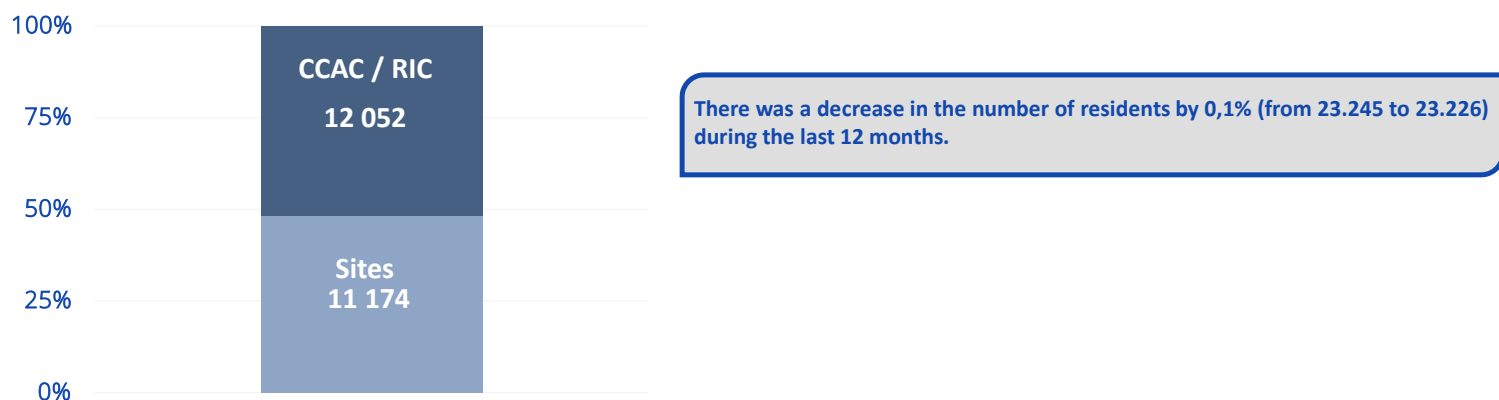 100%
75%
50%
25%
0%
CCAC / RIC
12 052
Sites
11 174
There was a decrease in the number of residents by 0,1% (from 23.245 to 23.226)
during the last 12 months.